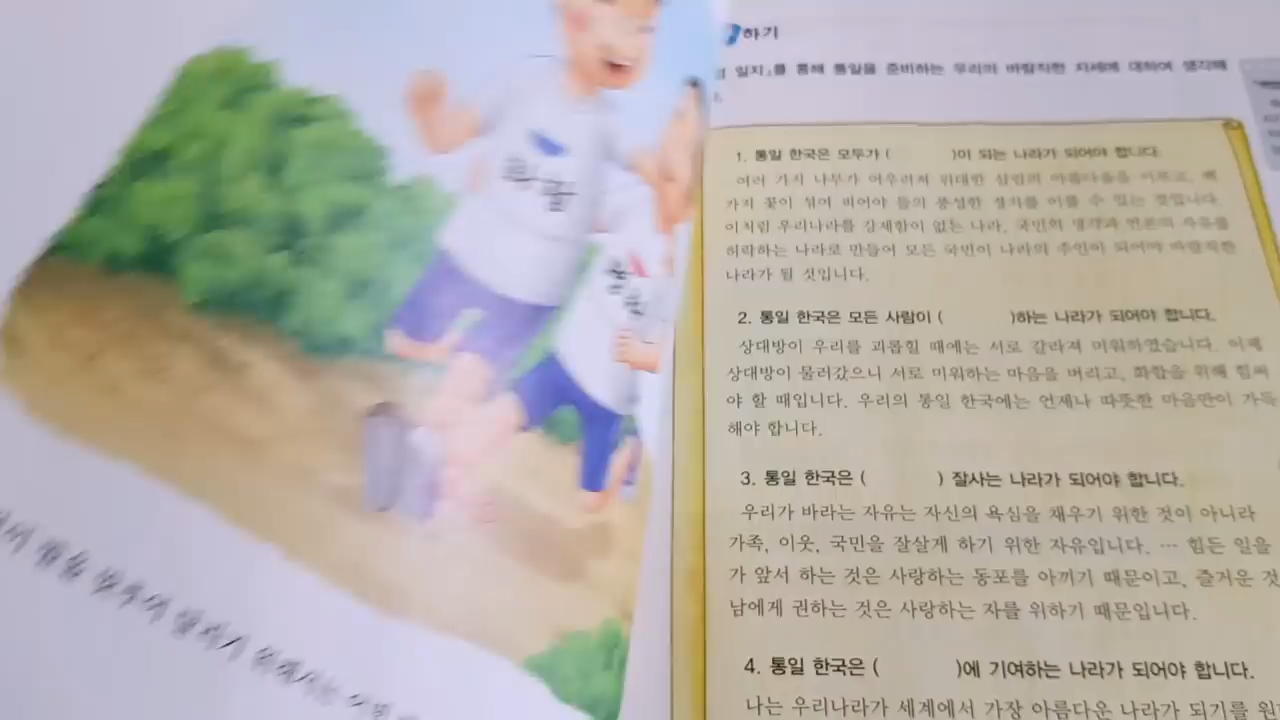 하기
일지」를 통해 통일을 준비하는 우리의 바람직한 자세에 대하여 생각해
1. 통일 한국은 모두가 (          )이 되는 나라가 되어야 합니다.
여러 가지 나무가 어우러져 위대한 삼림의 아름다움을 이루고, 백
가지 꽃이 섞여 피어야 들의 풍성한 경치를 이룰 수 있는 것입니다.
이처럼 우리나라를 강제함이 없는 나라, 국민의 생각과 언론의 자유를
허락하는 나라로 만들어 모든 국민이 나라의 주인이 되어야 바람직한
나라가 될 것입니다.
2. 통일 한국은 모든 사람이 (          )하는 나라가 되어야 합니다.
상대방이 우리를 괴롭힐 때에는 서로 갈라져 미워하였습니다. 이제
상대방이 물러갔으니 서로 미워하는 마음을 버리고, 화합을 위해 힘써
야 할 때입니다. 우리의 통일 한국에는 언제나 따뜻한 마음만이 가득
해야 합니다.
3. 통일 한국은 (          ) 잘사는 나라가 되어야 합니다.
우리가 바라는 자유는 자신의 욕심을 채우기 위한 것이 아니라
가족, 이웃, 국민을 잘살게 하기 위한 자유입니다. … 힘든 일을
가 앞서 하는 것은 사랑하는 동포를 아끼기 때문이고, 즐거운 것
남에게 권하는 것은 사랑하는 자를 위하기 때문입니다.
4. 통일 한국은 (          )에 기여하는 나라가 되어야 합니다.
나는 우리나라가 세계에서 가장 아름다운 나라가 되기를 원